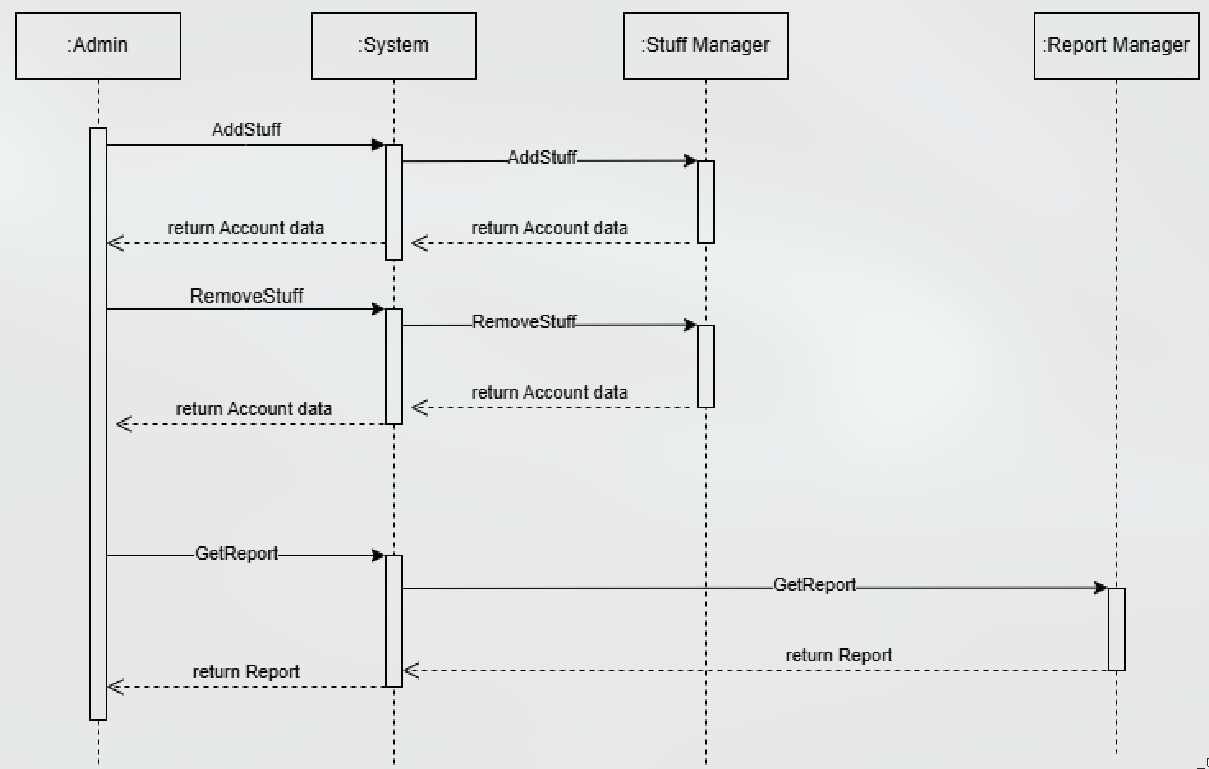 :Admin
:System
:Stuff Manager
:Report Manager
AddStuff
AddStuff
return Account data
return Account data
RemoveStuff
RemoveStuff
return Account data
return Account data
GetReport
GetReport
return Report
return Report